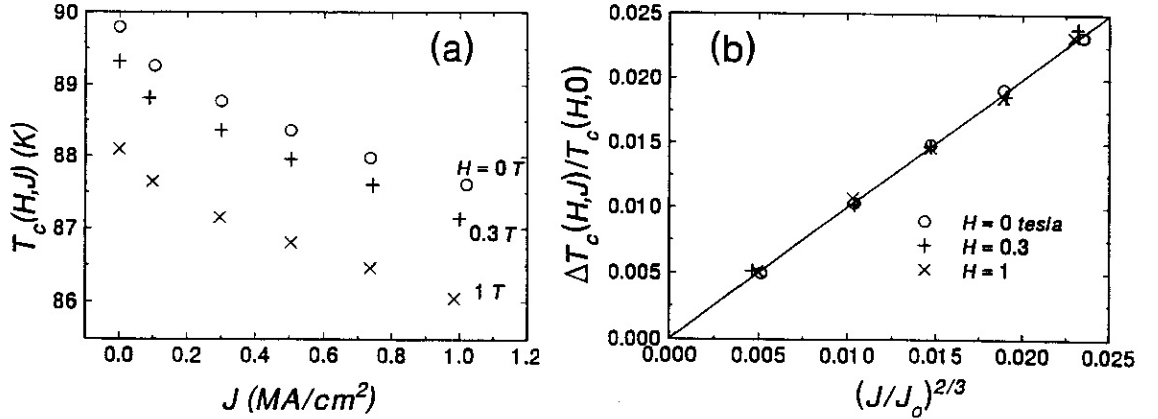 90
89
88
87
86
T_c(H,J) (K)
0.0 0.2 0.4 0.6 0.8 1.0 1.2
J (MA/cm²)
(a)
H = 0 T
0.3 T
1 T
0.025
0.020
0.015
0.010
0.005
0.000
ΔT_c(H,J)/T_c(H,0)
0.000 0.005 0.010 0.015 0.020 0.025
(J/J_o)^{2/3}
(b)
H = 0 tesla
H = 0.3
H = 1